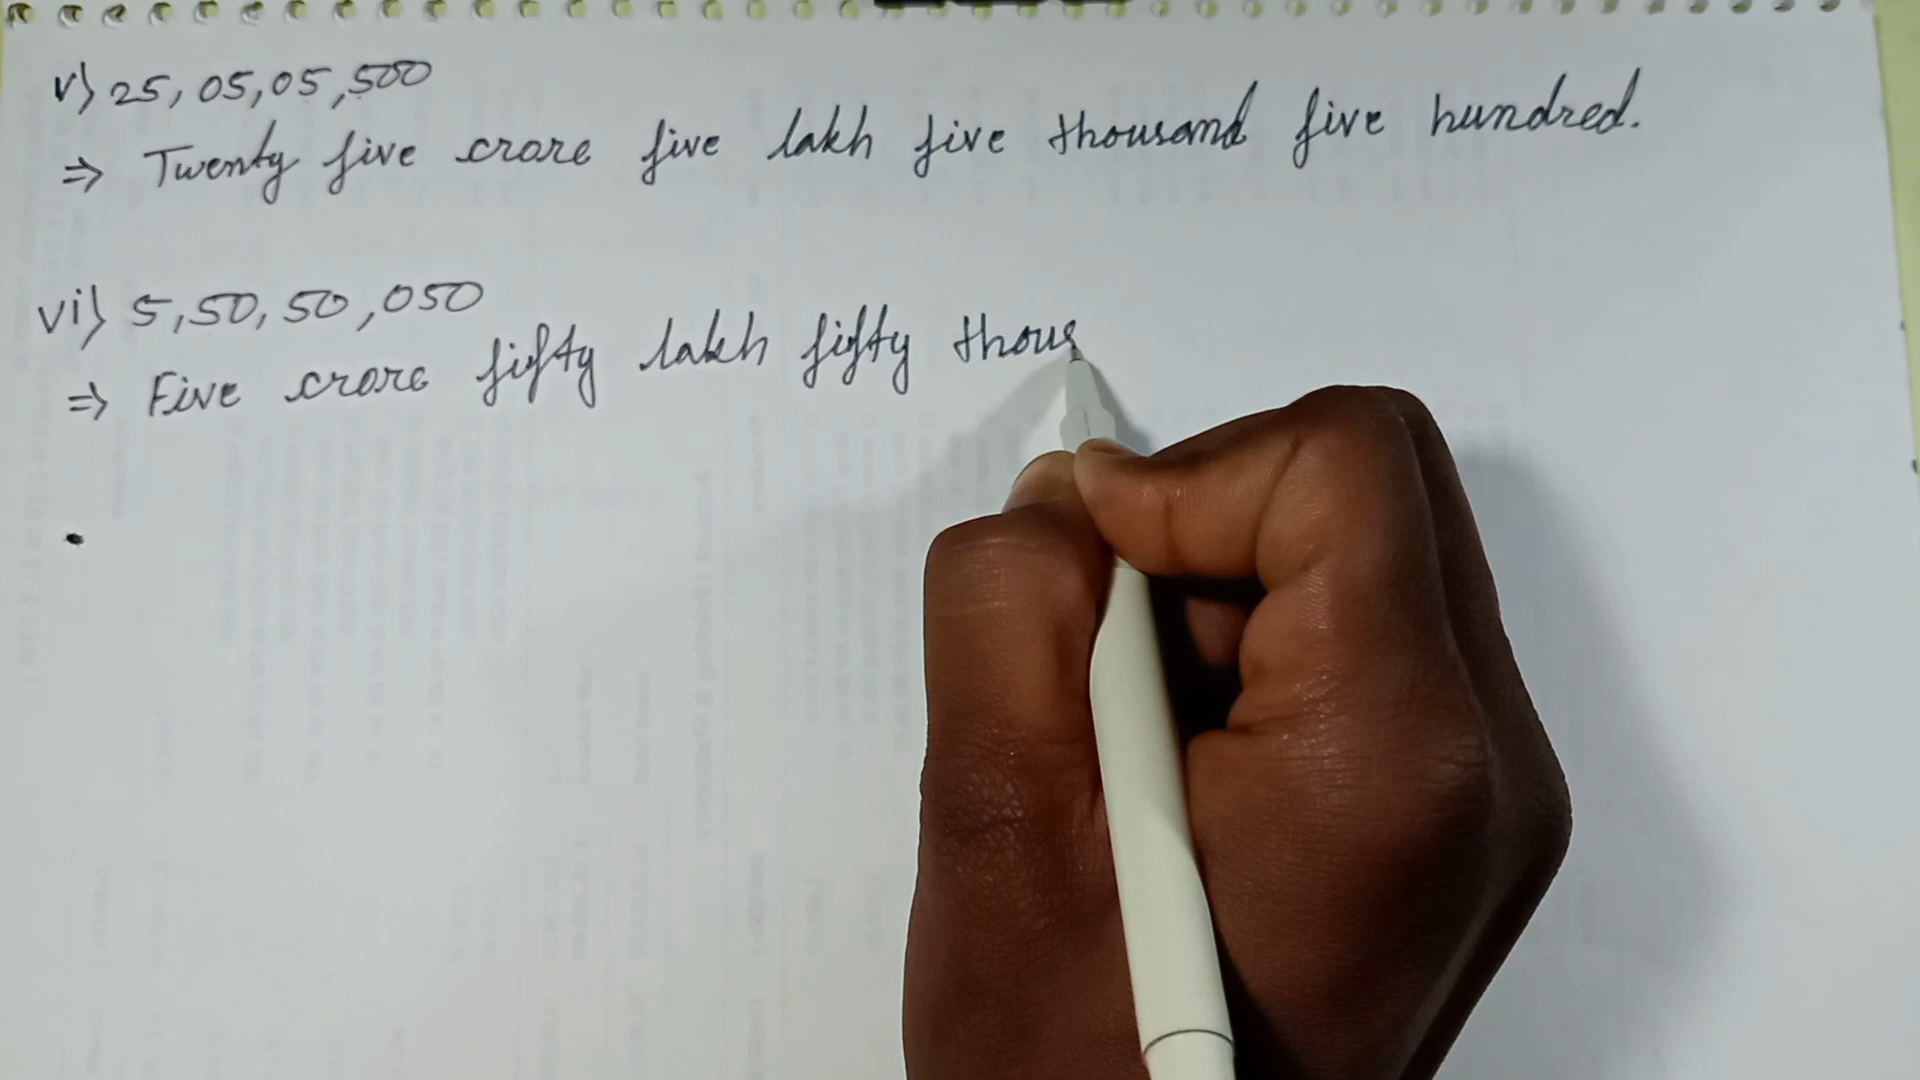 v) 25,05,05,500
⇒ Twenty five crore five lakh five thousand five hundred.
vi) 5,50,50,050
⇒ Five crore fifty lakh fifty thous